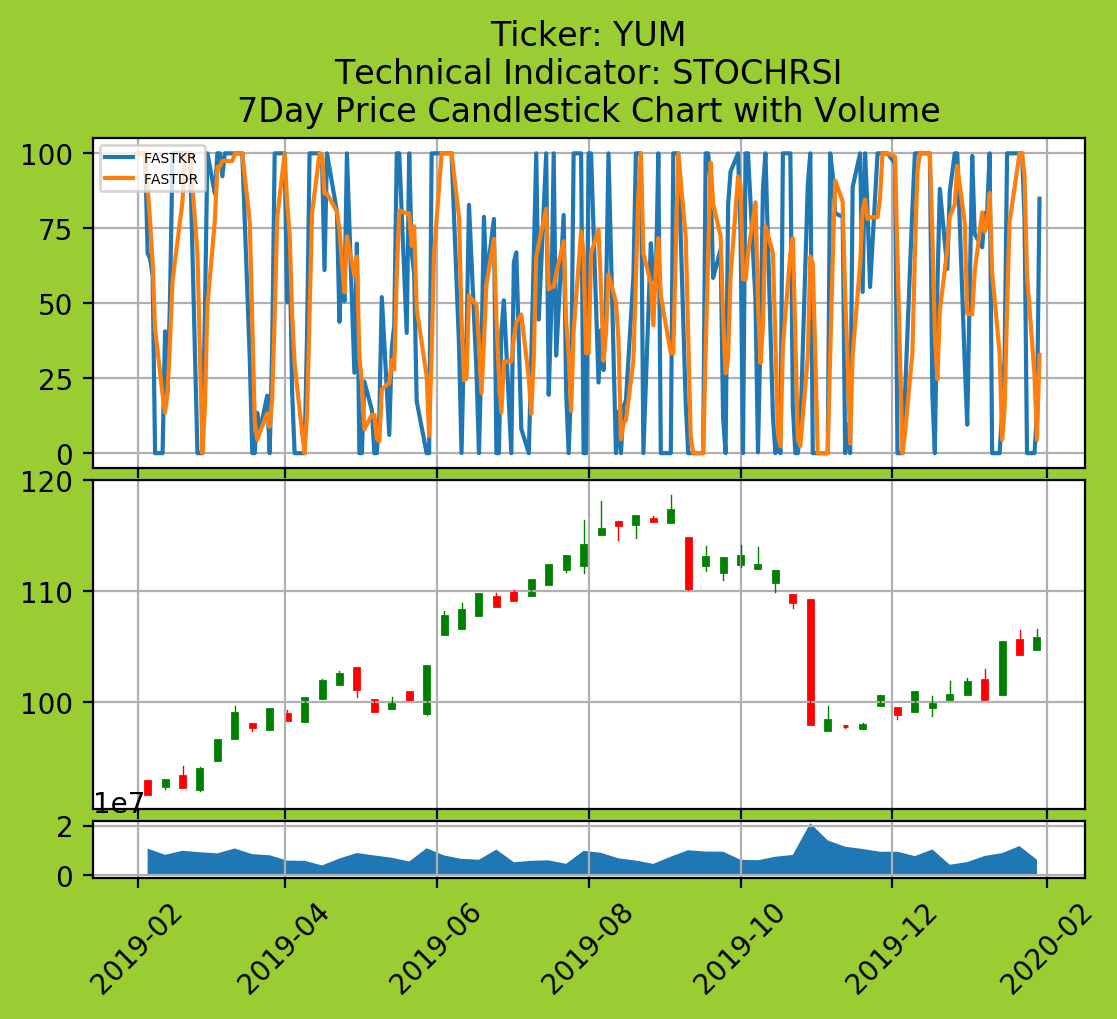 Ticker: YUM
Technical Indicator: STOCHRSI
7Day Price Candlestick Chart with Volume
100
75
50
25
0
FASTKR
FASTDR
120
110
100
1e7
2
0
2019-02
2019-04
2019-06
2019-08
2019-10
2019-12
2020-02